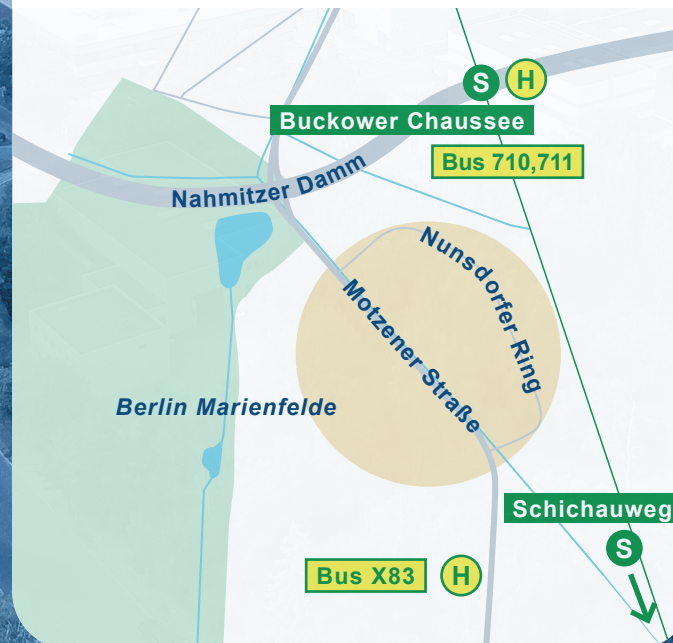 S H
Buckower Chaussee
Bus 710,711
Nahmitzer Damm
Nunsdorfer Ring
Motzener Straße
Berlin Marienfelde
Schichauweg
S
Bus X83 H